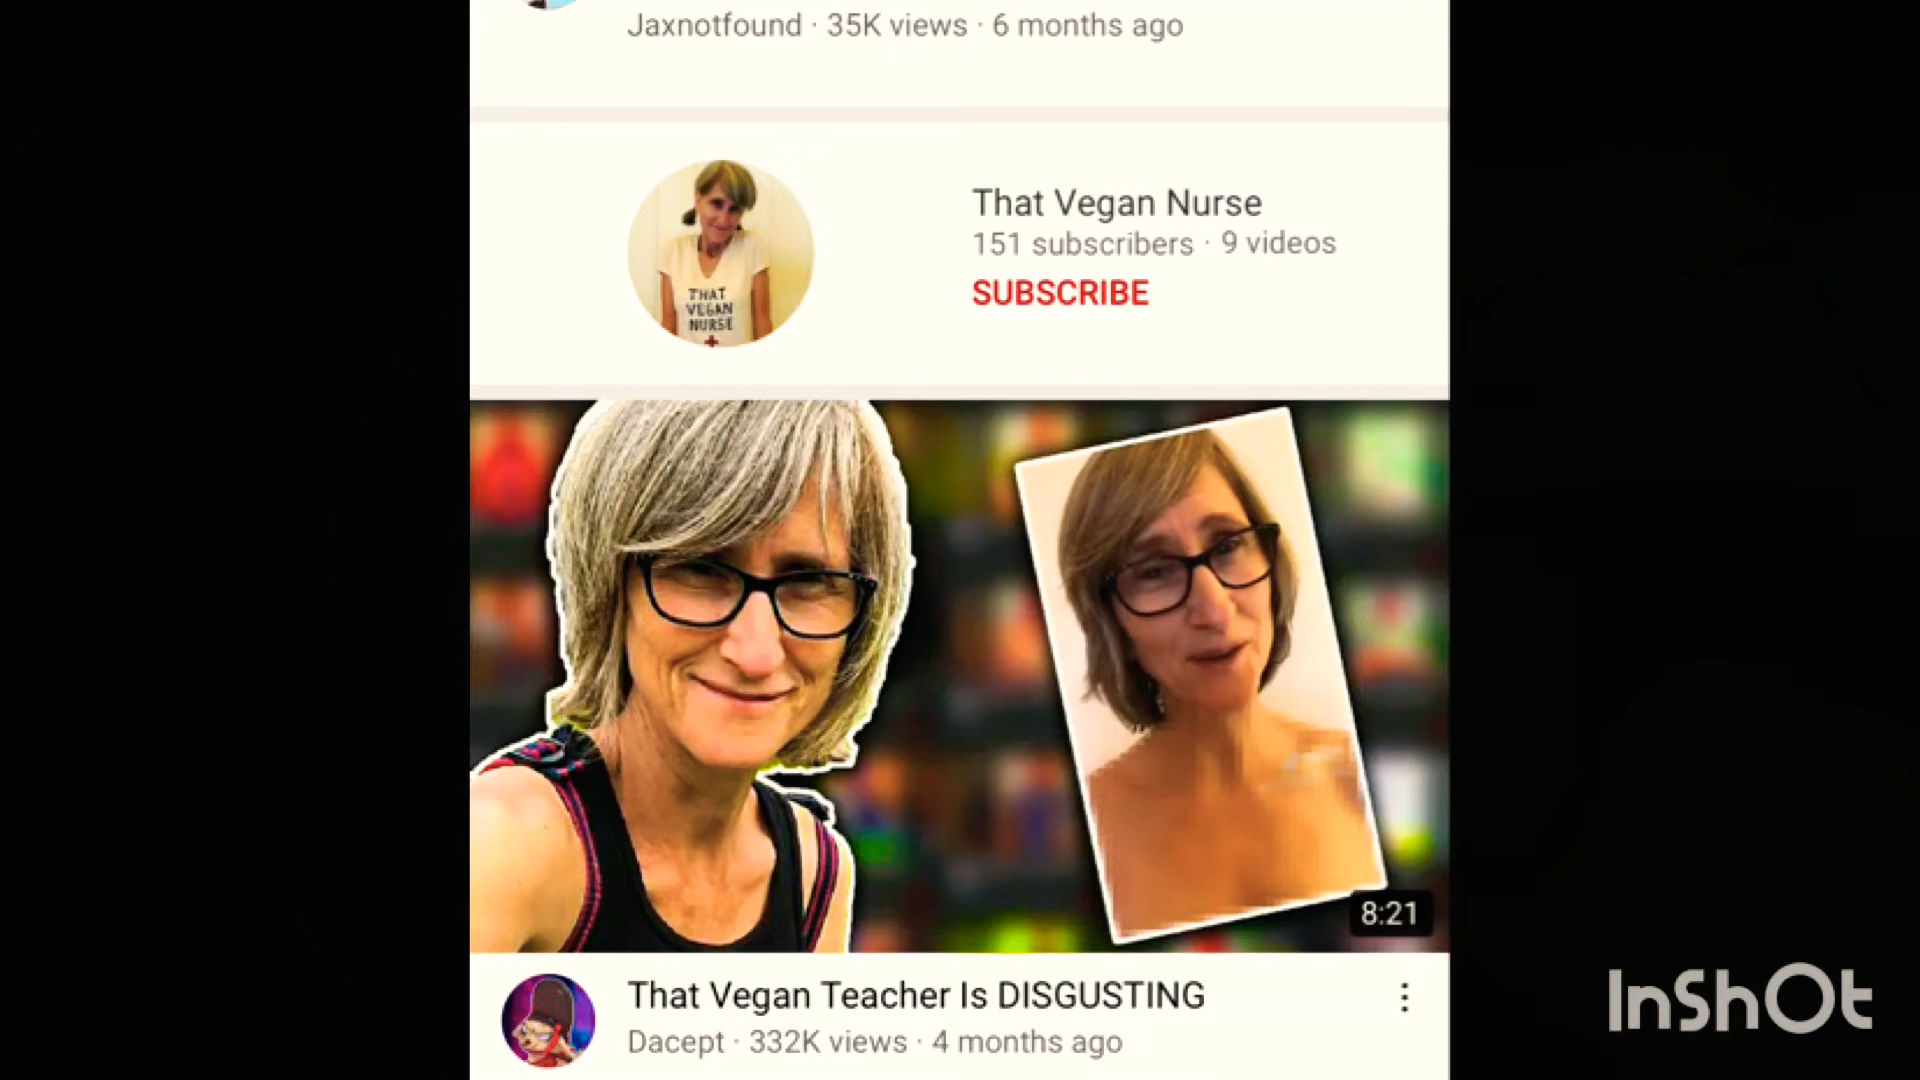 Jaxnotfound · 35K views · 6 months ago
That Vegan Nurse
151 subscribers · 9 videos
SUBSCRIBE
THAT
VEGAN
NURSE
8:21
That Vegan Teacher Is DISGUSTING
Dacept · 332K views · 4 months ago
InShOt